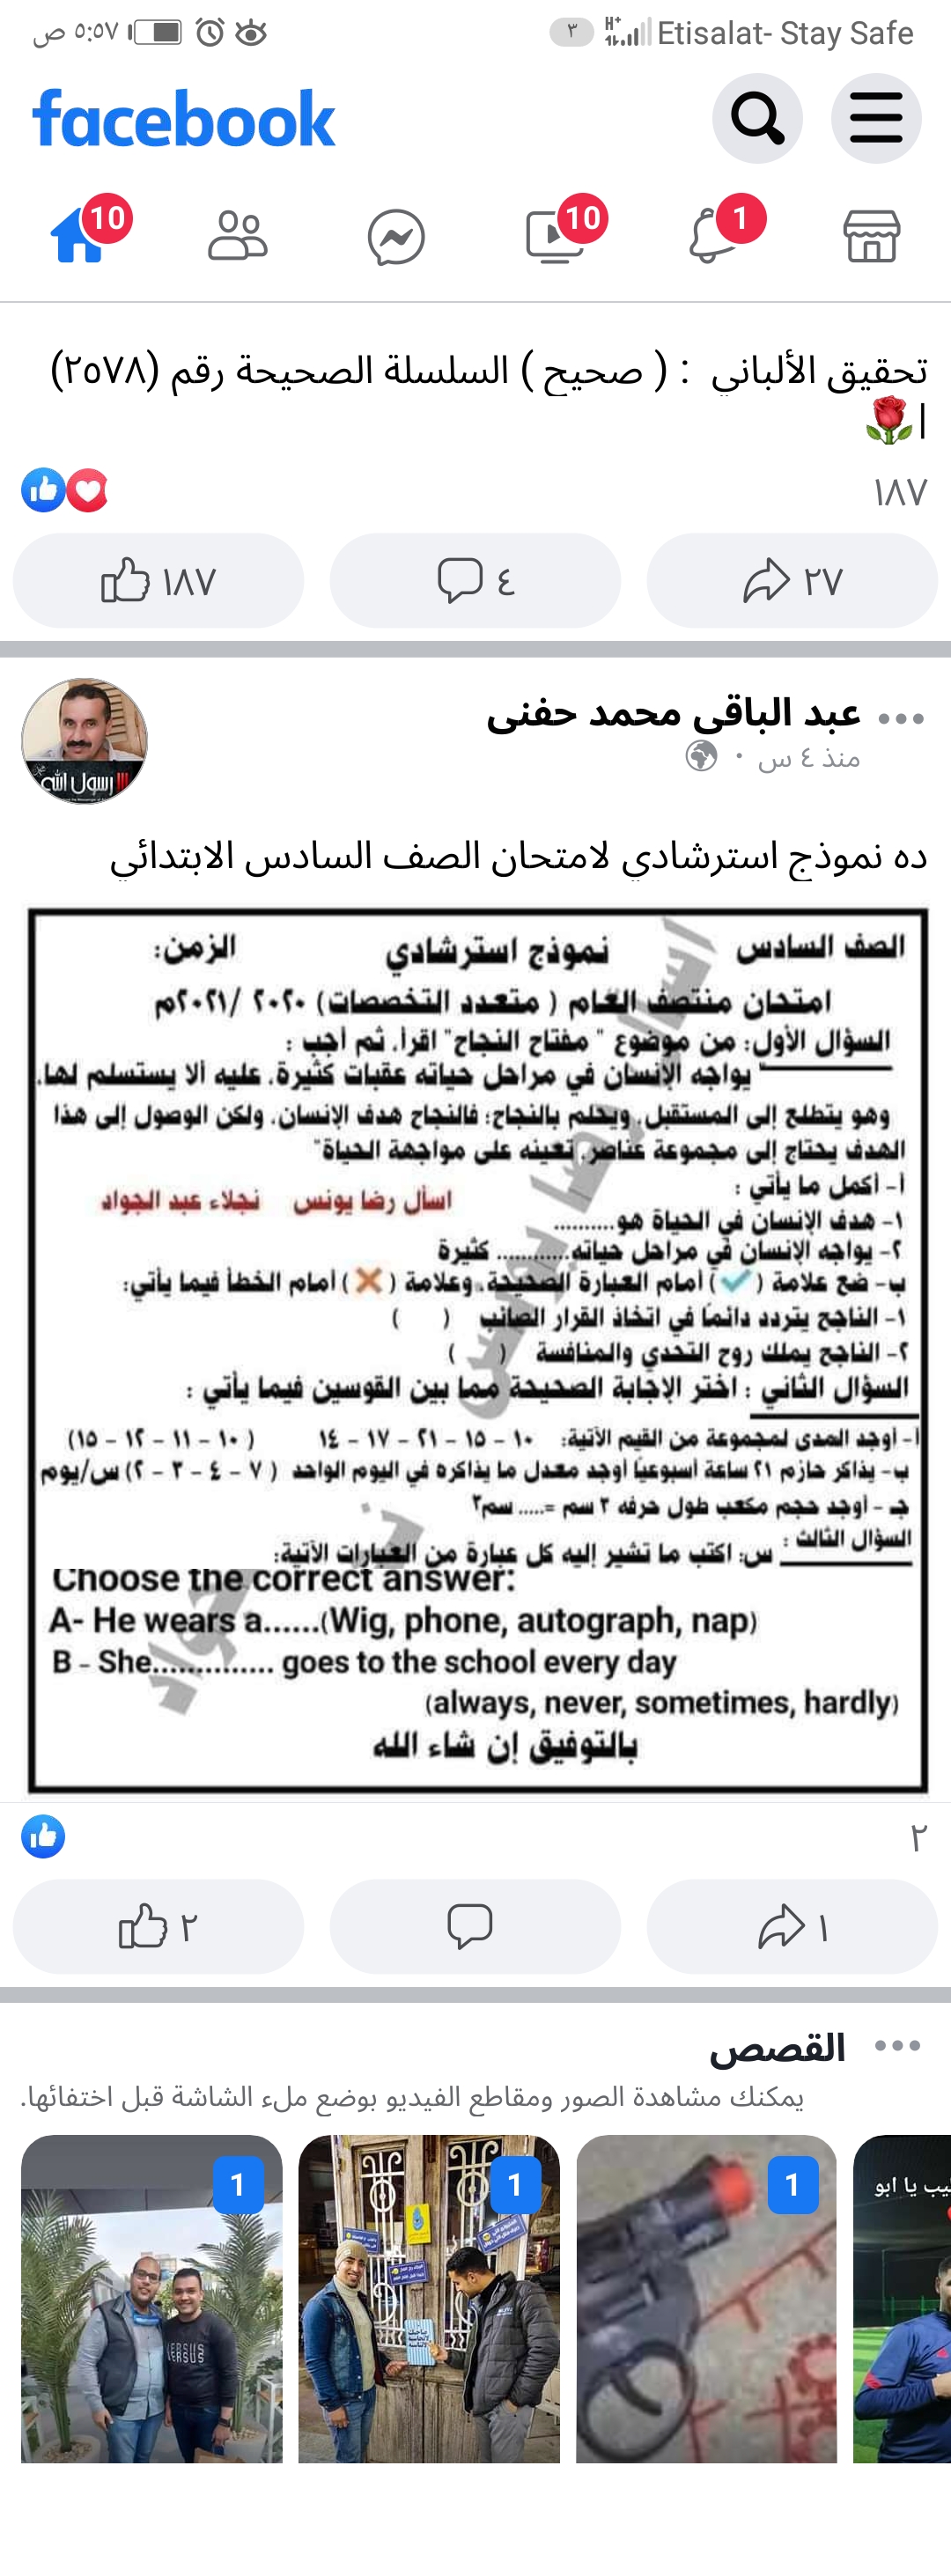 ٥:٥٧ ص
٣ H+ Etisalat- Stay Safe
facebook
10 10 1
تحقيق الألباني : ( صحيح ) السلسلة الصحيحة رقم (٢٥٧٨)
ا🌹
١٨٧
١٨٧ ٤ ٢٧
عبد الباقى محمد حفنى
منذ ٤ س ·
رسول الله
ده نموذج استرشادي لامتحان الصف السادس الابتدائي
الصف السادس نموذج استرشادي الزمن:
امتحان منتصف العام ( متعدد التخصصات) ٢٠٢٠ /٢٠٢١م
السؤال الأول: من موضوع " مفتاح النجاح" اقرأ. ثم أجب :
"يواجه الإنسان في مراحل حياته عقبات كثيرة. عليه ألا يستسلم لها.
وهو يتطلع إلى المستقبل. ويحلم بالنجاح؛ فالنجاح هدف الإنسان. ولكن الوصول إلى هذا
الهدف يحتاج إلى مجموعة عناصر. تعينه على مواجهة الحياة"
أ- أكمل ما يأتي :
اسأل رضا يونس نجلاء عبد الجواد
١- هدف الإنسان في الحياة هو..........
٢- يواجه الإنسان في مراحل حياته............ كثيرة
ب- ضع علامة ( ✓ ) أمام العبارة الصحيحة. وعلامة ( ✗ ) أمام الخطأ فيما يأتي:
١- الناجح يتردد دائما في اتخاذ القرار الصائب ( )
٢- الناجح يملك روح التحدي والمنافسة ( )
السؤال الثاني : اختر الإجابة الصحيحة مما بين القوسين فيما يأتي :
أ- أوجد المدى لمجموعة من القيم الآتية: ١٠ - ١٥ - ٢١ - ١٧ - ١٤ ( ١٠ - ١١ - ١٢ - ١٥)
ب- يذاكر حازم ٢١ ساعة أسبوعيا أوجد معدل ما يذاكره في اليوم الواحد ( ٧ - ٤ - ٣ - ٢) س/يوم
جـ - أوجد حجم مكعب طول حرفه ٣ سم =..... سم٣
السؤال الثالث : س: اكتب ما تشير إليه كل عبارة من العبارات الآتية:
Choose the correct answer:
A- He wears a......(Wig, phone, autograph, nap)
B - She.............. goes to the school every day
(always, never, sometimes, hardly)
بالتوفيق إن شاء الله
٢
٢ ١
القصص
يمكنك مشاهدة الصور ومقاطع الفيديو بوضع ملء الشاشة قبل اختفائها.
1 1 1
يب يا ابو
VERSUS
VERSUS